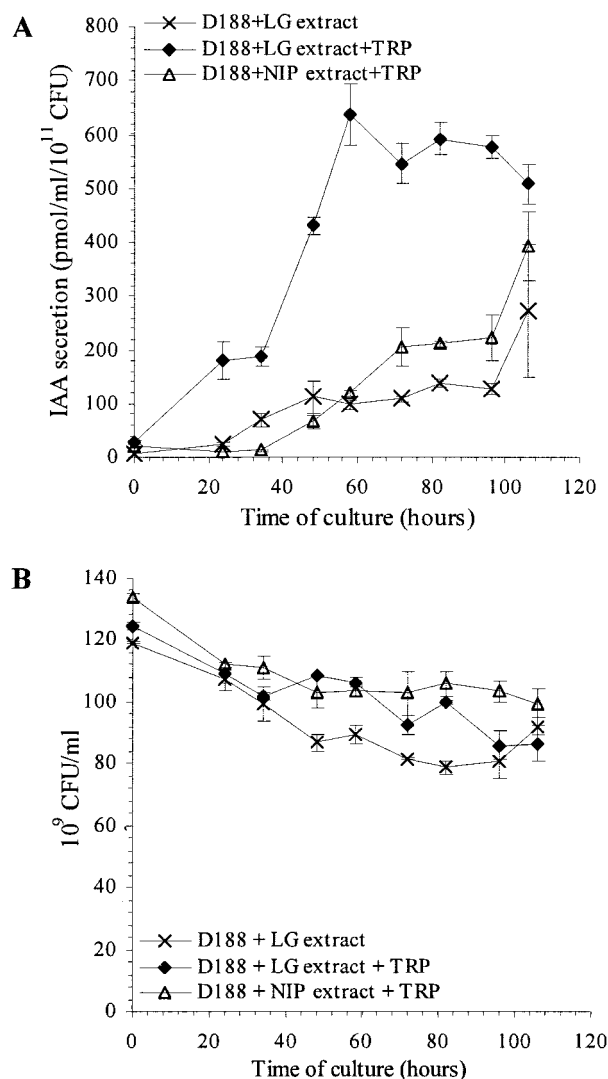 A
D188+LG extract
D188+LG extract+TRP
D188+NIP extract+TRP
IAA secretion (pmol/ml/10¹¹ CFU)
800
700
600
500
400
300
200
100
0
0 20 40 60 80 100 120
Time of culture (hours)
B
10⁹ CFU/ml
140
120
100
80
60
40
20
0
D188 + LG extract
D188 + LG extract + TRP
D188 + NIP extract + TRP
0 20 40 60 80 100 120
Time of culture (hours)